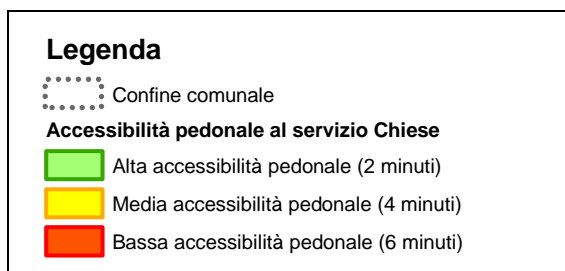 Legenda
Confine comunale
Accessibilità pedonale al servizio Chiese
Alta accessibilità pedonale (2 minuti)
Media accessibilità pedonale (4 minuti)
Bassa accessibilità pedonale (6 minuti)